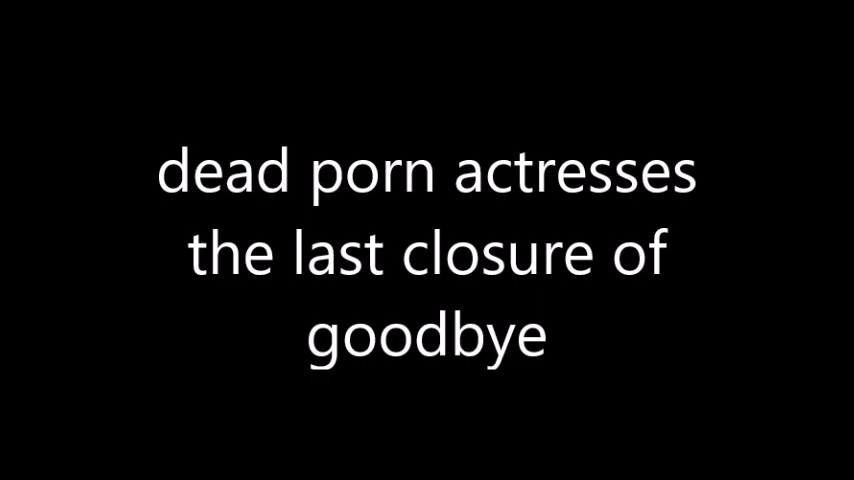 dead porn actresses
the last closure of
goodbye